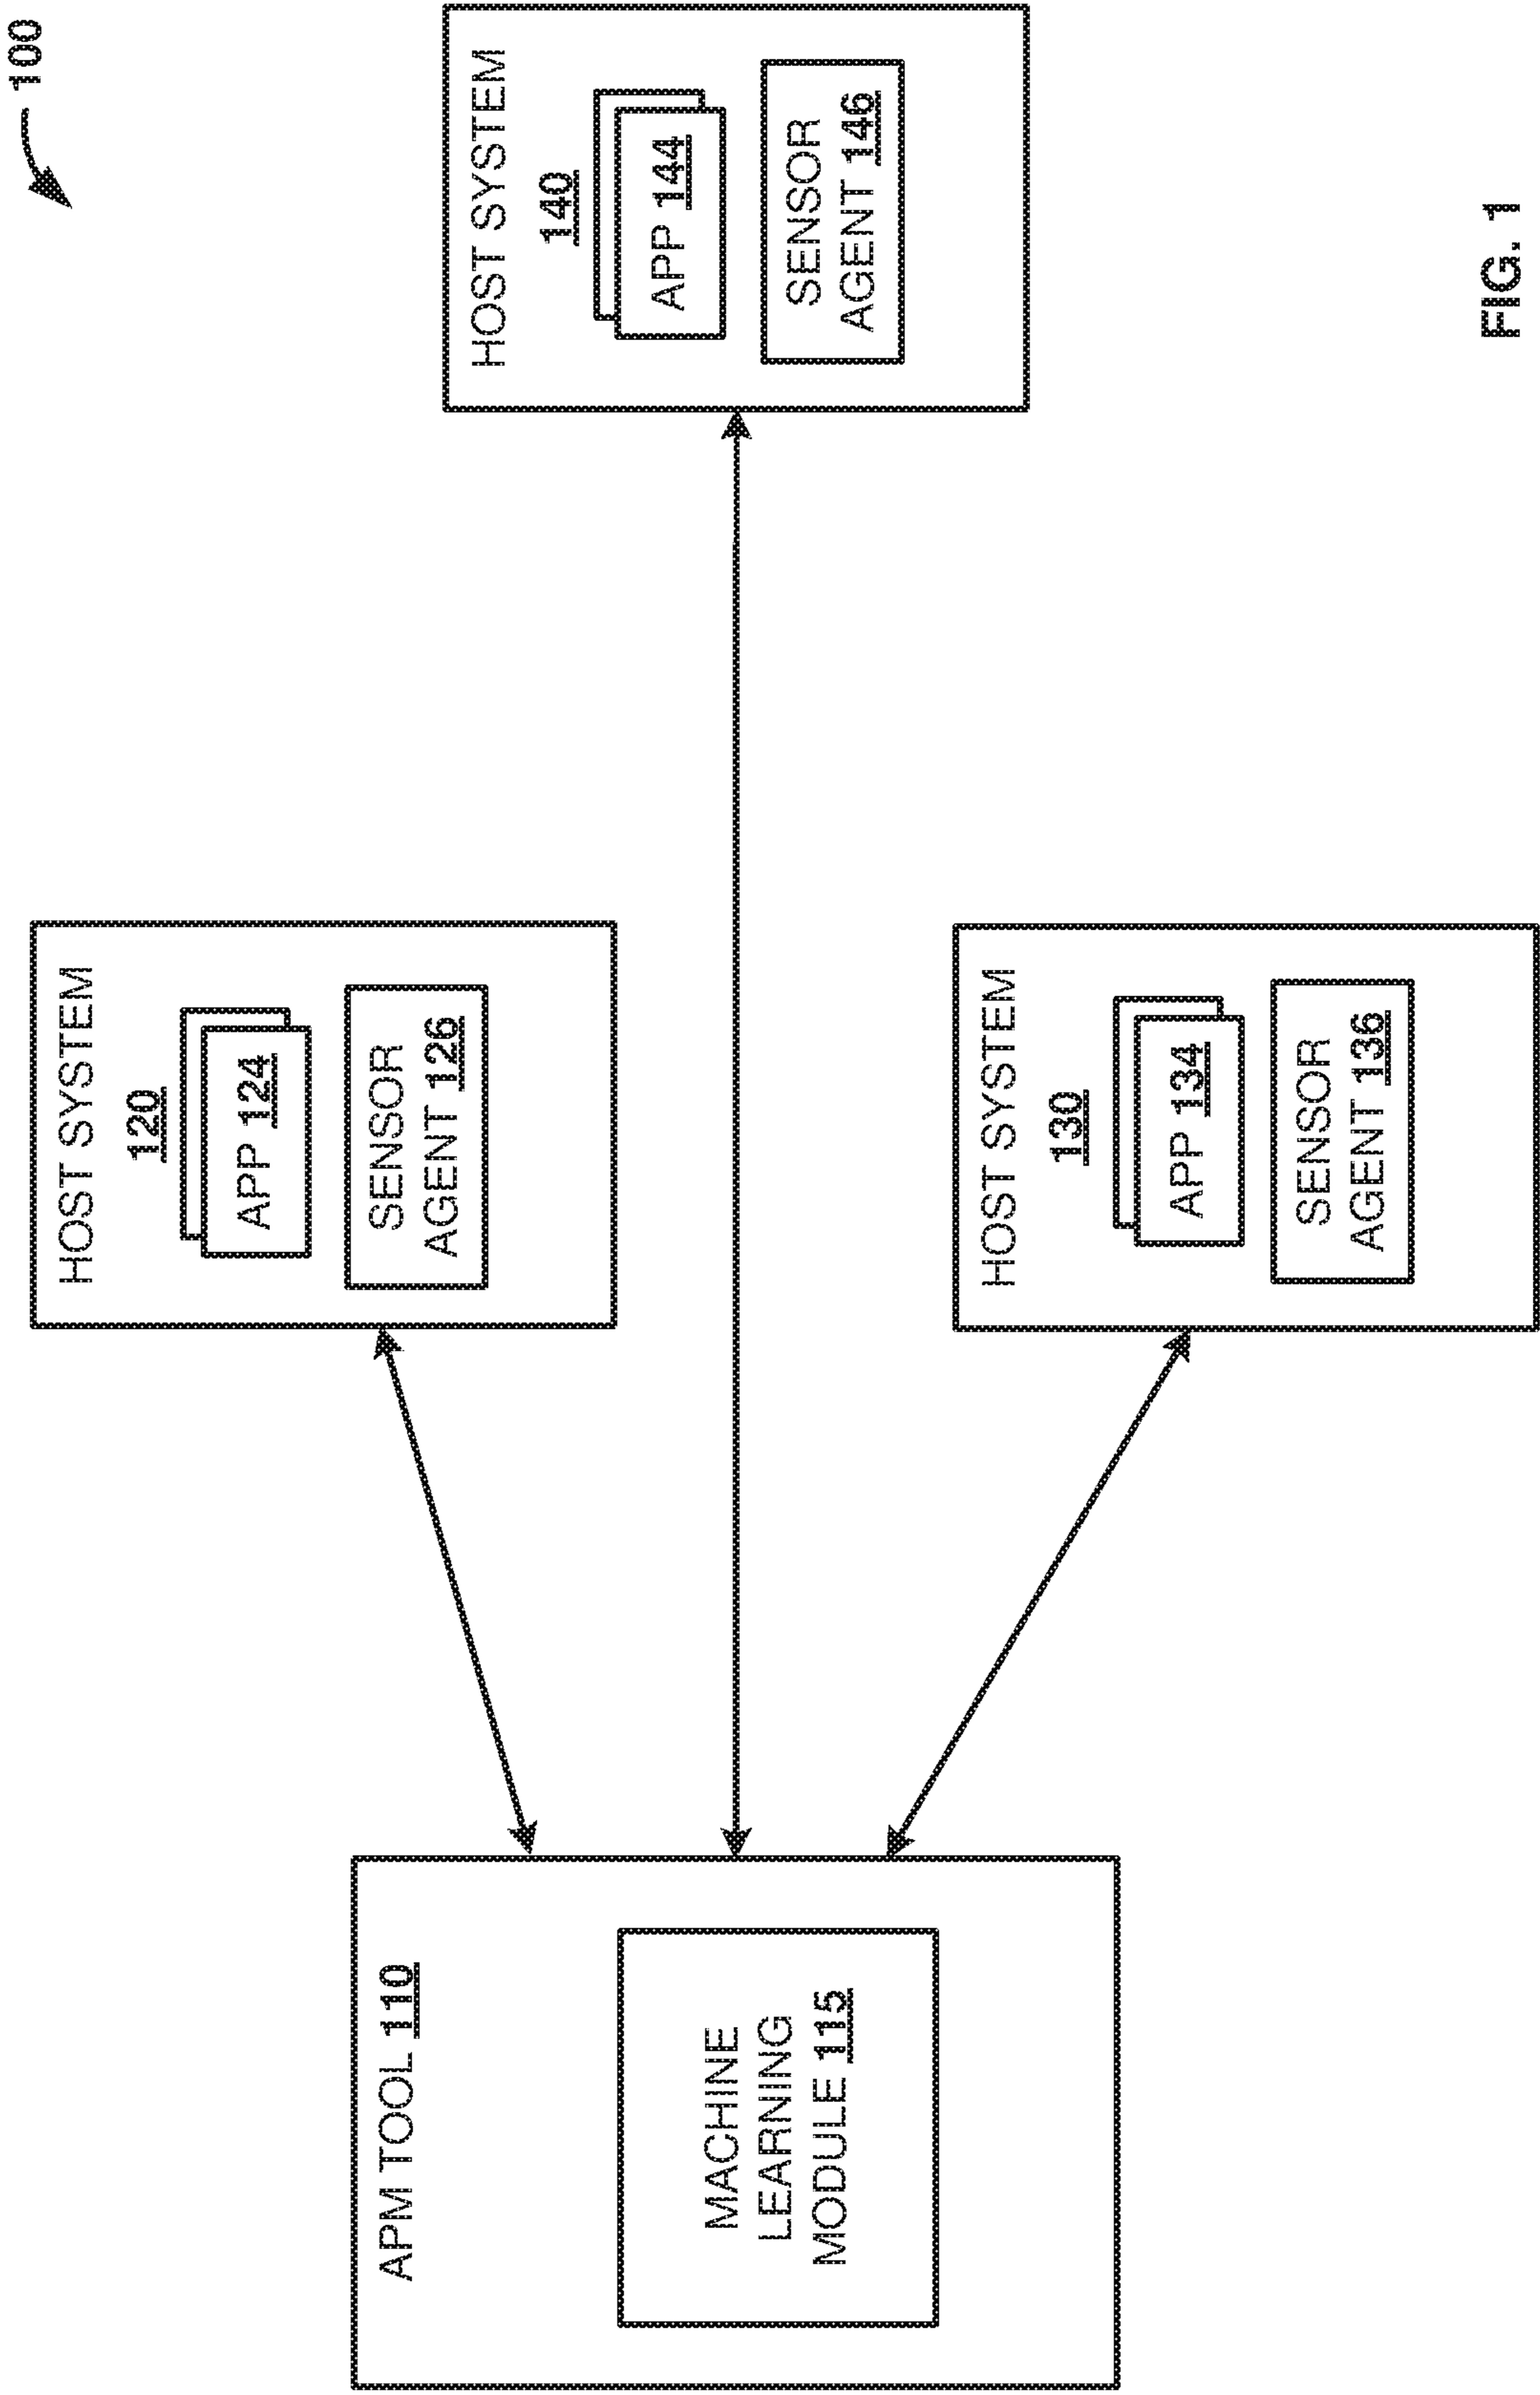 100
HOST SYSTEM
120
APP 124
SENSOR
AGENT 126
APM TOOL 110
MACHINE
LEARNING
MODULE 115
HOST SYSTEM
140
APP 144
SENSOR
AGENT 146
HOST SYSTEM
130
APP 134
SENSOR
AGENT 136
FIG. 1